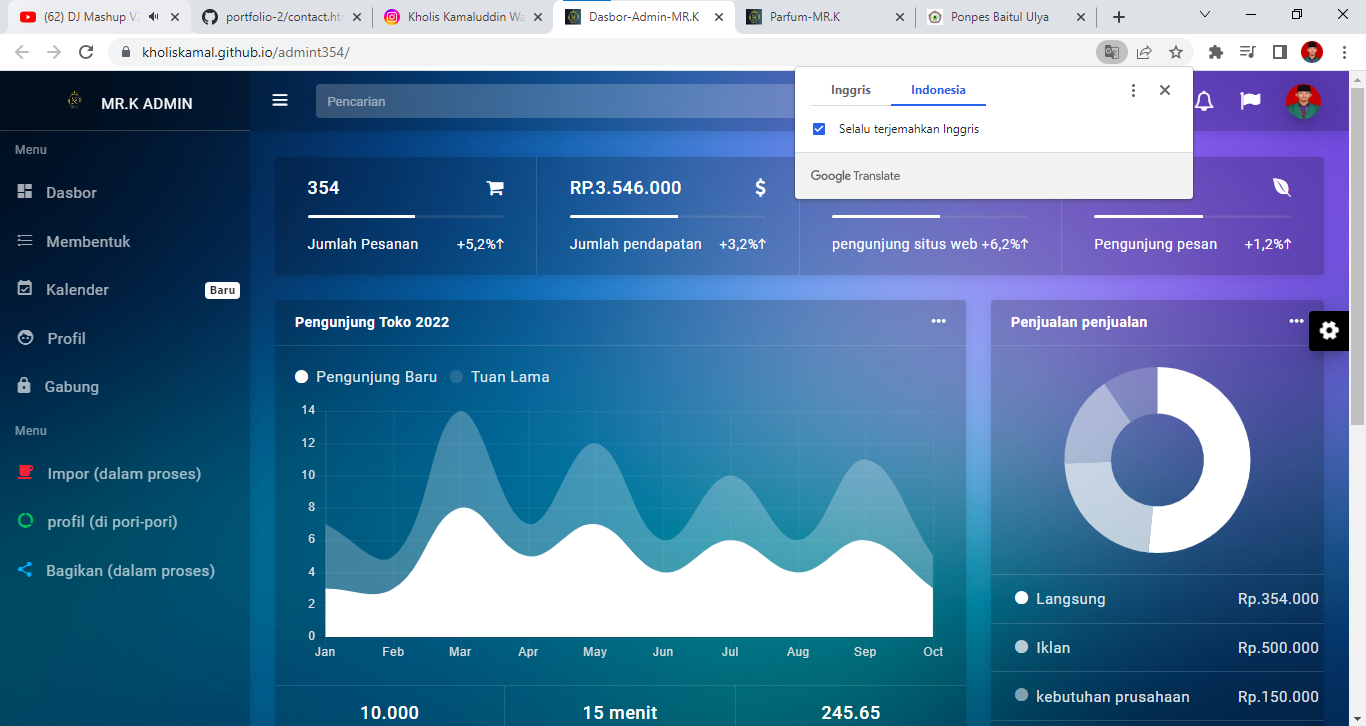 (62) DJ Mashup V2
portfolio-2/contact.ht
Kholis Kamaluddin Wa
Dasbor-Admin-MR.K
Parfum-MR.K
Ponpes Baitul Ulya
kholiskamal.github.io/admint354/
MR.K ADMIN
Pencarian
Inggris
Indonesia
Selalu terjemahkan Inggris
Google Translate
Menu
Dasbor
Membentuk
Kalender
Baru
Profil
Gabung
Menu
Impor (dalam proses)
profil (di pori-pori)
Bagikan (dalam proses)
354
Jumlah Pesanan +5,2%↑
RP.3.546.000 $
Jumlah pendapatan +3,2%↑
pengunjung situs web +6,2%↑
Pengunjung pesan +1,2%↑
Pengunjung Toko 2022
Pengunjung Baru Tuan Lama
14
12
10
8
6
4
2
0
Jan Feb Mar Apr May Jun Jul Aug Sep Oct
10.000 15 menit 245.65
Penjualan penjualan
Langsung Rp.354.000
Iklan Rp.500.000
kebutuhan prusahaan Rp.150.000